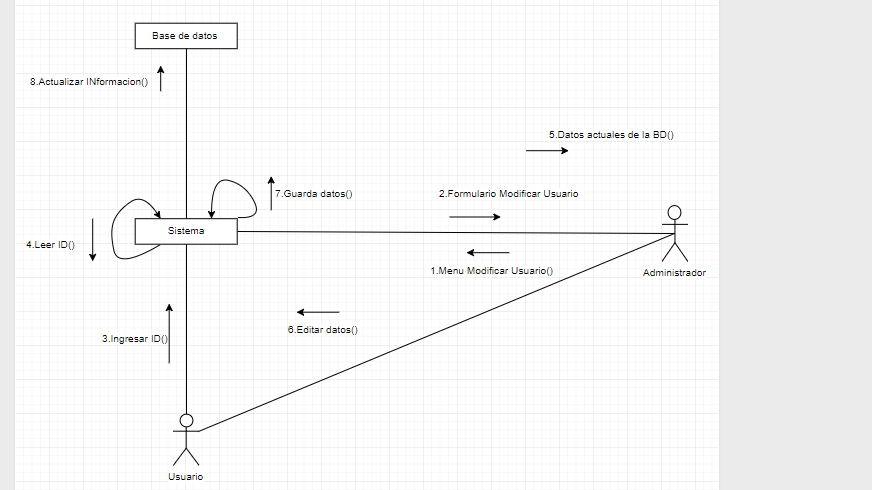 Base de datos
8.Actualizar INformacion()
5.Datos actuales de la BD()
7.Guarda datos()
2.Formulario Modificar Usuario
Sistema
4.Leer ID()
1.Menu Modificar Usuario()
Administrador
6.Editar datos()
3.Ingresar ID()
Usuario